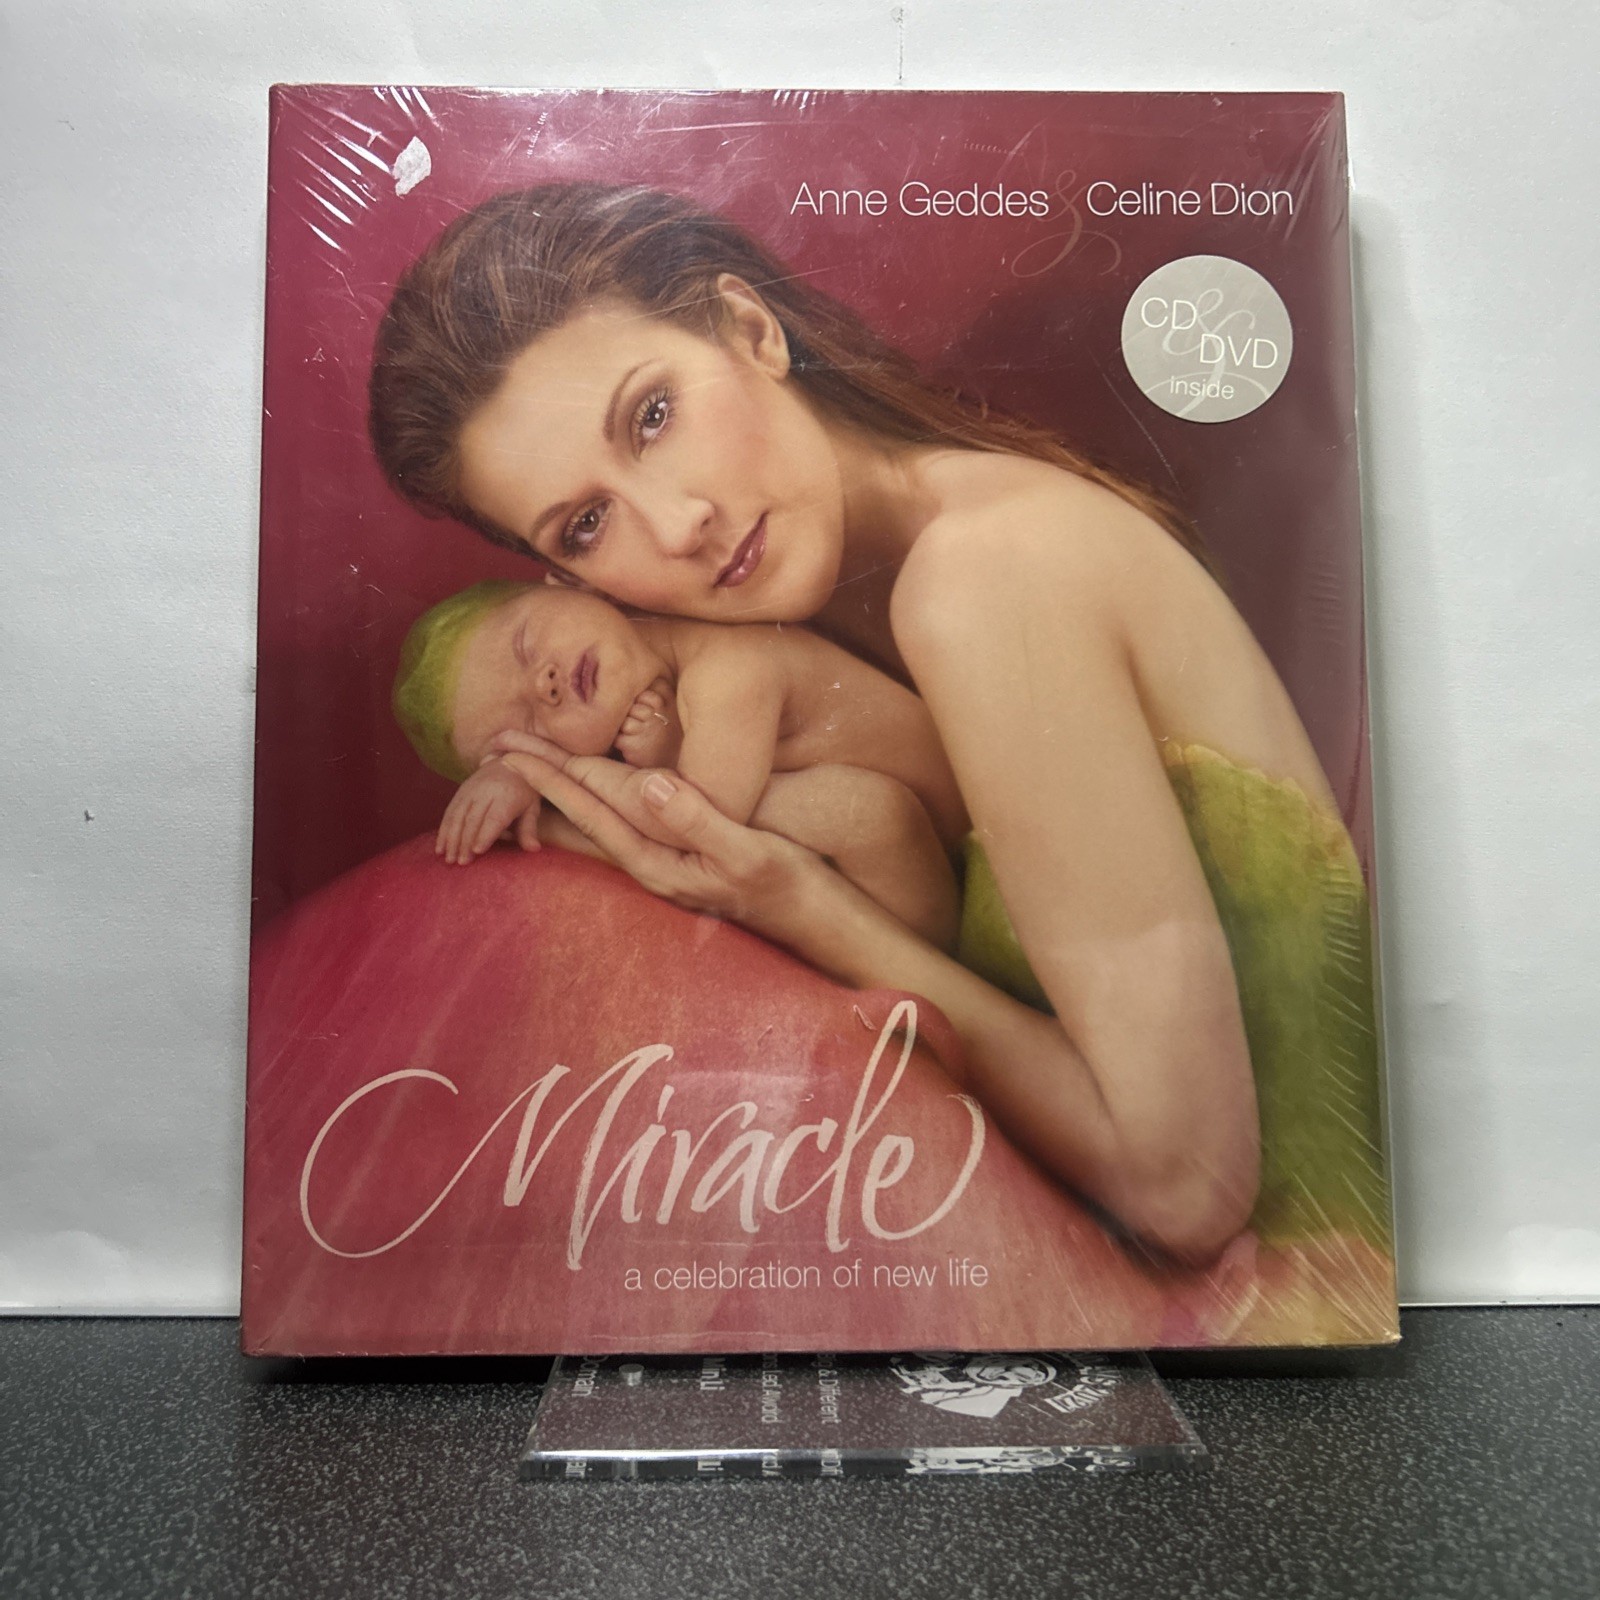 Anne Geddes & Celine Dion
CD &
DVD
inside
Miracle
a celebration of new life